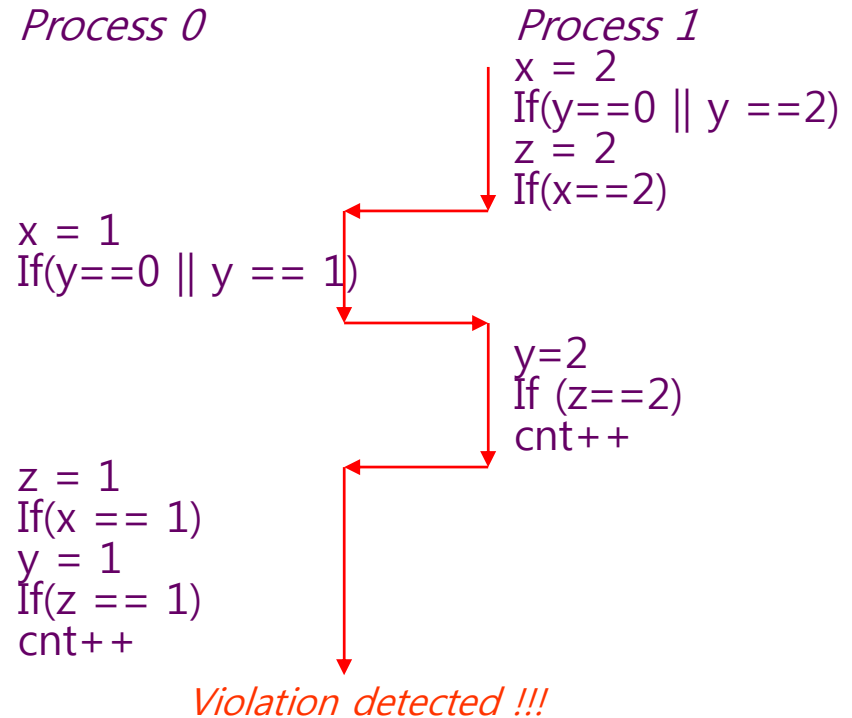 Process 0
Process 1
x = 2
If(y==0 || y ==2)
z = 2
If(x==2)
x = 1
If(y==0 || y == 1)
y=2
If (z==2)
cnt++
z = 1
If(x == 1)
y = 1
If(z == 1)
cnt++
Violation detected !!!